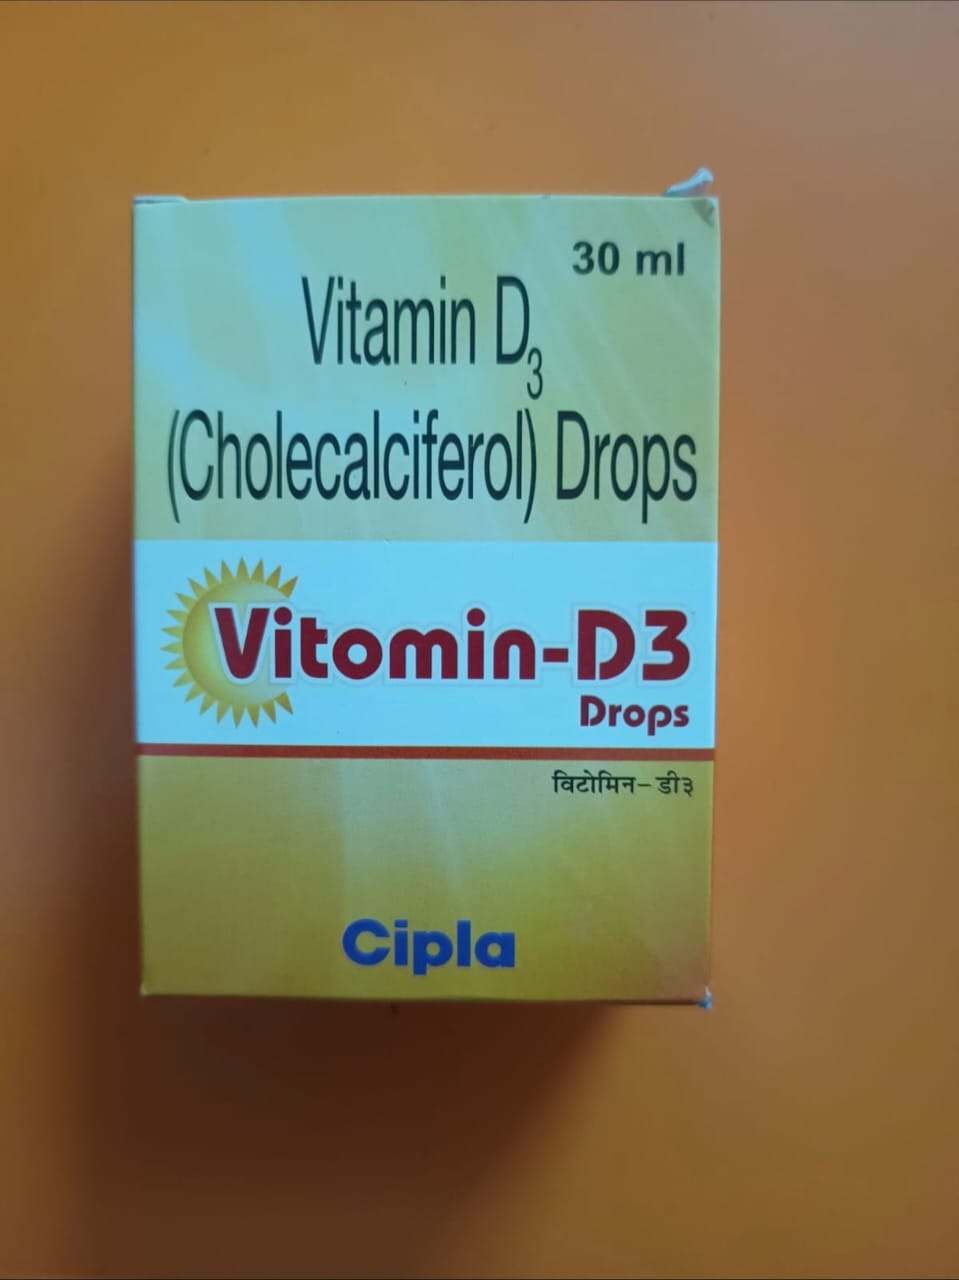 30 ml
Vitamin D3
(Cholecalciferol) Drops
Vitomin-D3
Drops
विटोमिन-डी३
Cipla